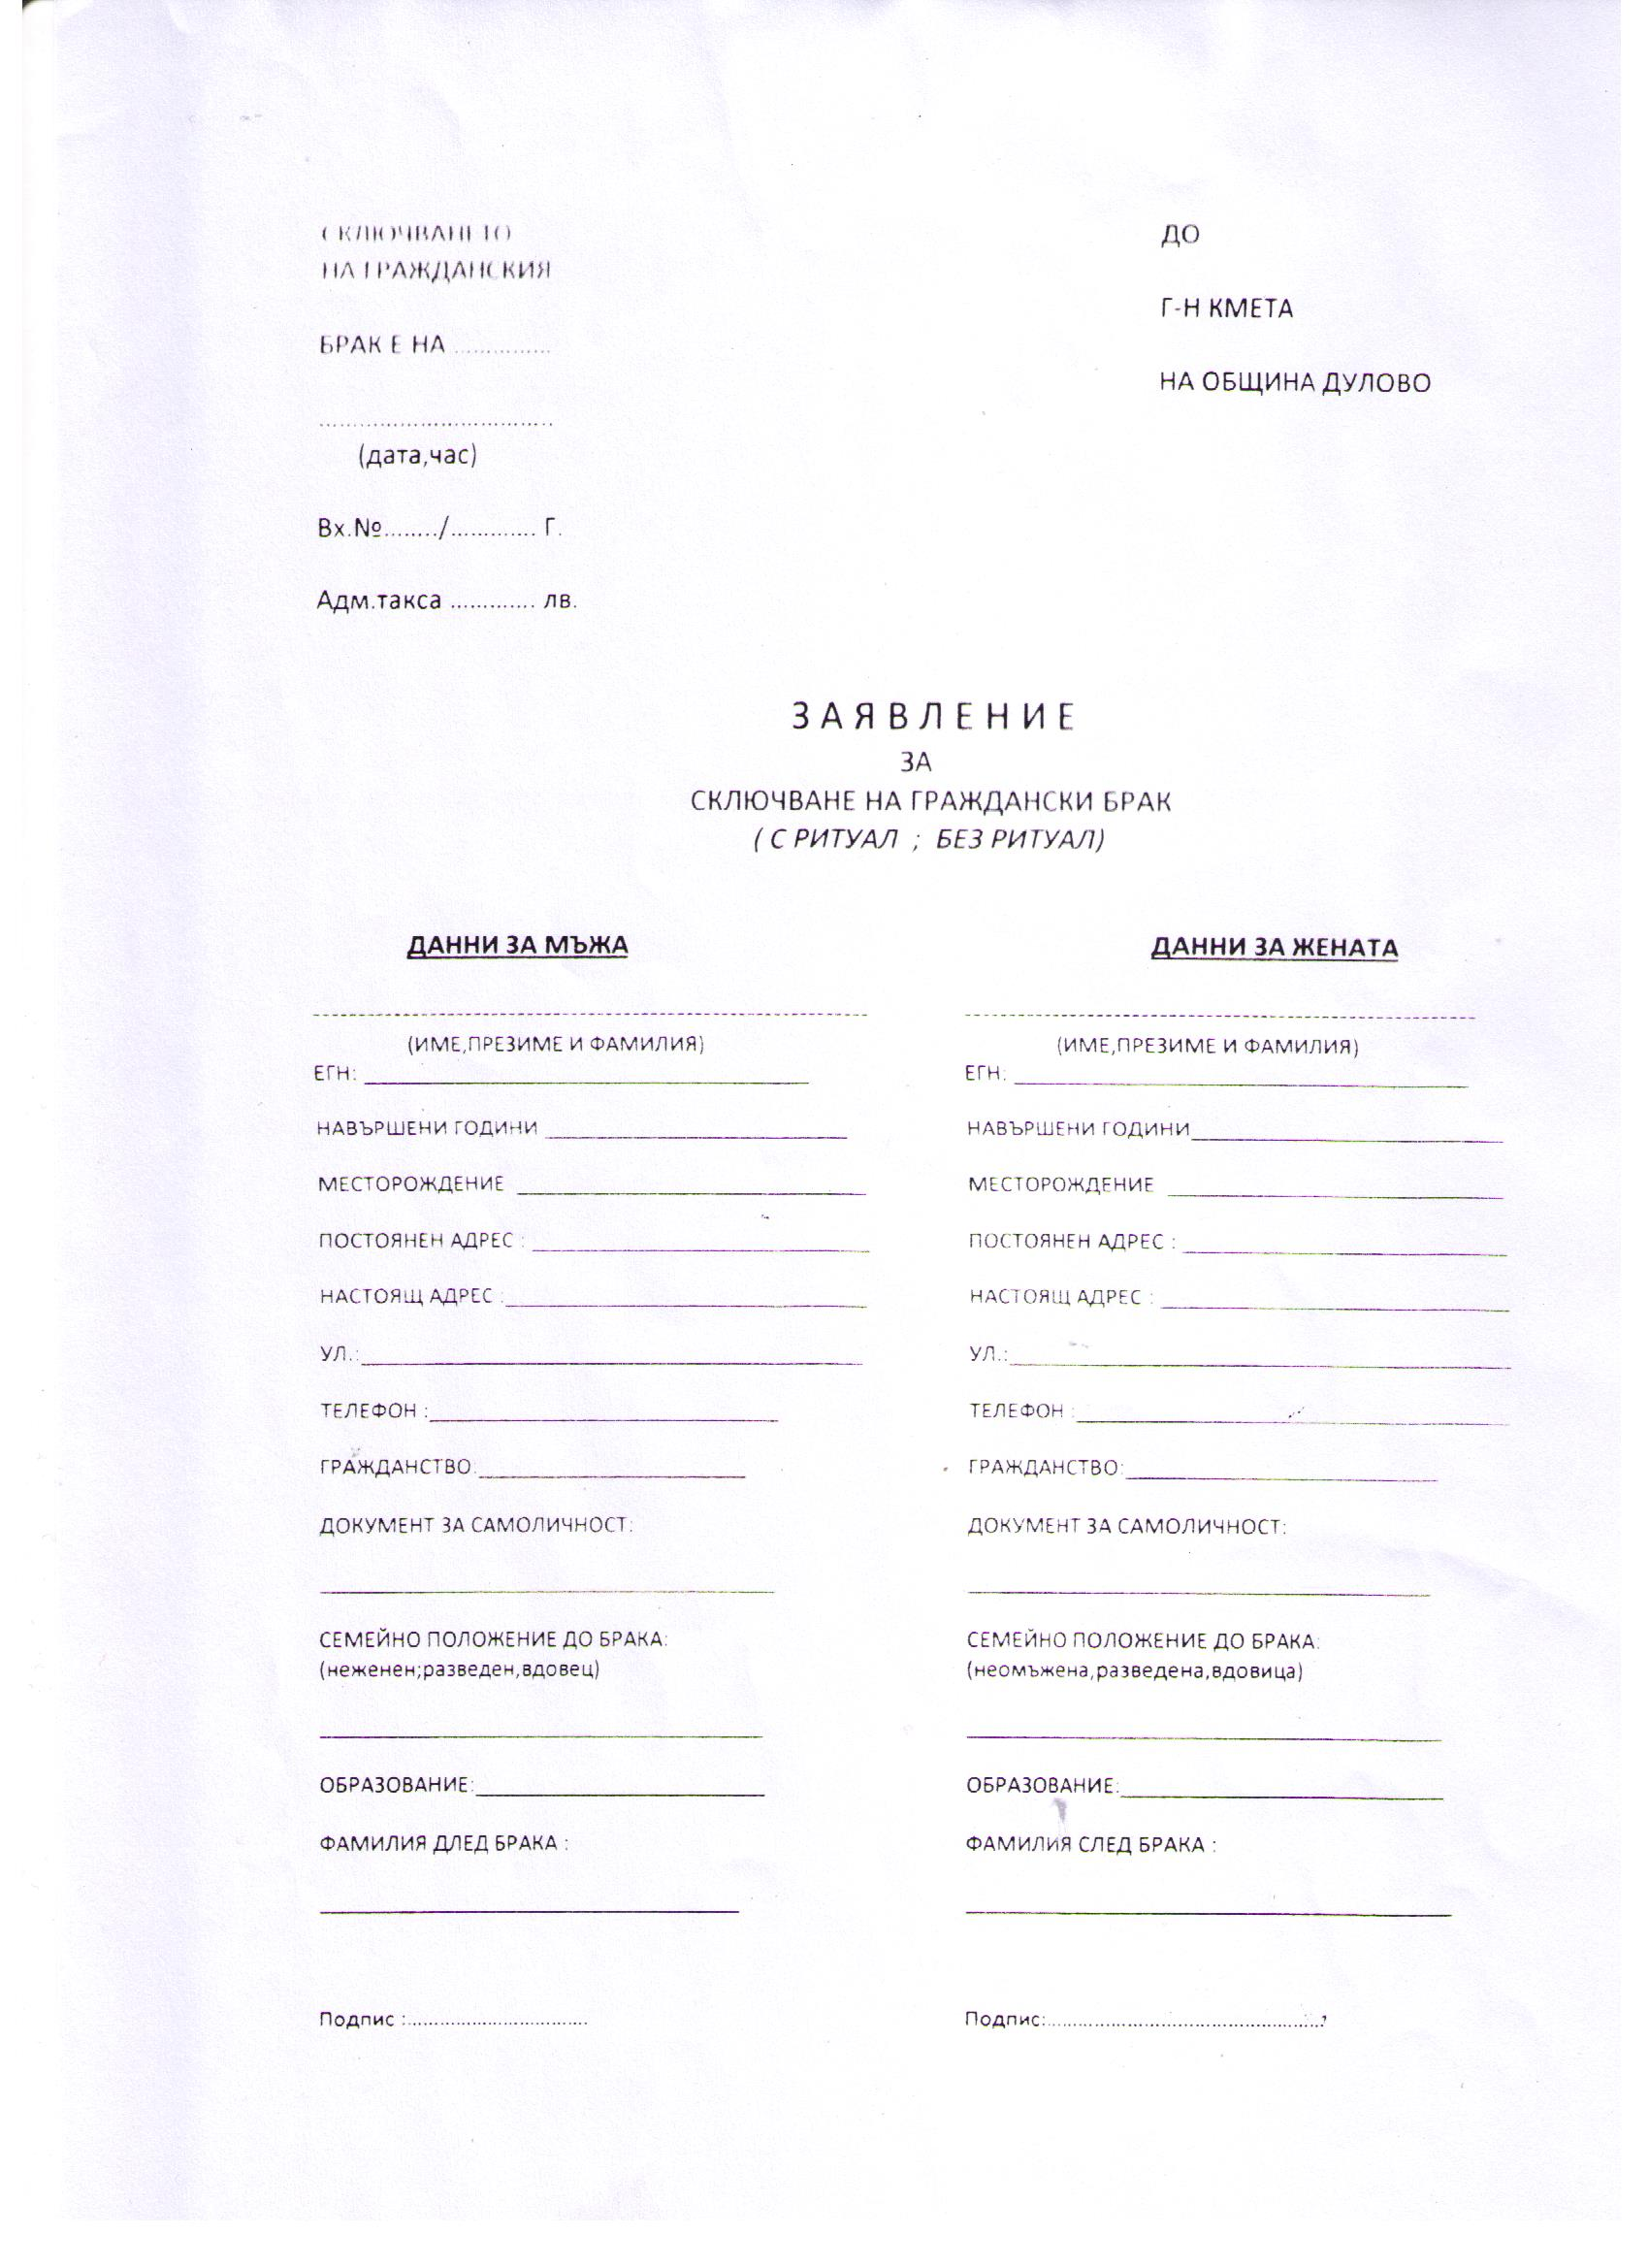 СКЛЮЧВАНЕТО
НА ГРАЖДАНСКИЯ
БРАК Е НА ..............
..................................
(дата,час)
Вх.№......../............. Г.
Адм.такса ............. лв.
ДО
Г-Н КМЕТА
НА ОБЩИНА ДУЛОВО
З А Я В Л Е Н И Е
ЗА
СКЛЮЧВАНЕ НА ГРАЖДАНСКИ БРАК
( С РИТУАЛ ; БЕЗ РИТУАЛ)
ДАННИ ЗА МЪЖА
(ИМЕ,ПРЕЗИМЕ И ФАМИЛИЯ)
ЕГН:
НАВЪРШЕНИ ГОДИНИ
МЕСТОРОЖДЕНИЕ
ПОСТОЯНЕН АДРЕС :
НАСТОЯЩ АДРЕС :
УЛ.:
ТЕЛЕФОН :
ГРАЖДАНСТВО:
ДОКУМЕНТ ЗА САМОЛИЧНОСТ:
СЕМЕЙНО ПОЛОЖЕНИЕ ДО БРАКА:
(неженен;разведен,вдовец)
ОБРАЗОВАНИЕ:
ФАМИЛИЯ ДЛЕД БРАКА :
Подпис :..................................
ДАННИ ЗА ЖЕНАТА
(ИМЕ,ПРЕЗИМЕ И ФАМИЛИЯ)
ЕГН:
НАВЪРШЕНИ ГОДИНИ
МЕСТОРОЖДЕНИЕ
ПОСТОЯНЕН АДРЕС :
НАСТОЯЩ АДРЕС :
УЛ.:
ТЕЛЕФОН :
ГРАЖДАНСТВО:
ДОКУМЕНТ ЗА САМОЛИЧНОСТ:
СЕМЕЙНО ПОЛОЖЕНИЕ ДО БРАКА:
(неомъжена,разведена,вдовица)
ОБРАЗОВАНИЕ:
ФАМИЛИЯ СЛЕД БРАКА :
Подпис:....................................................